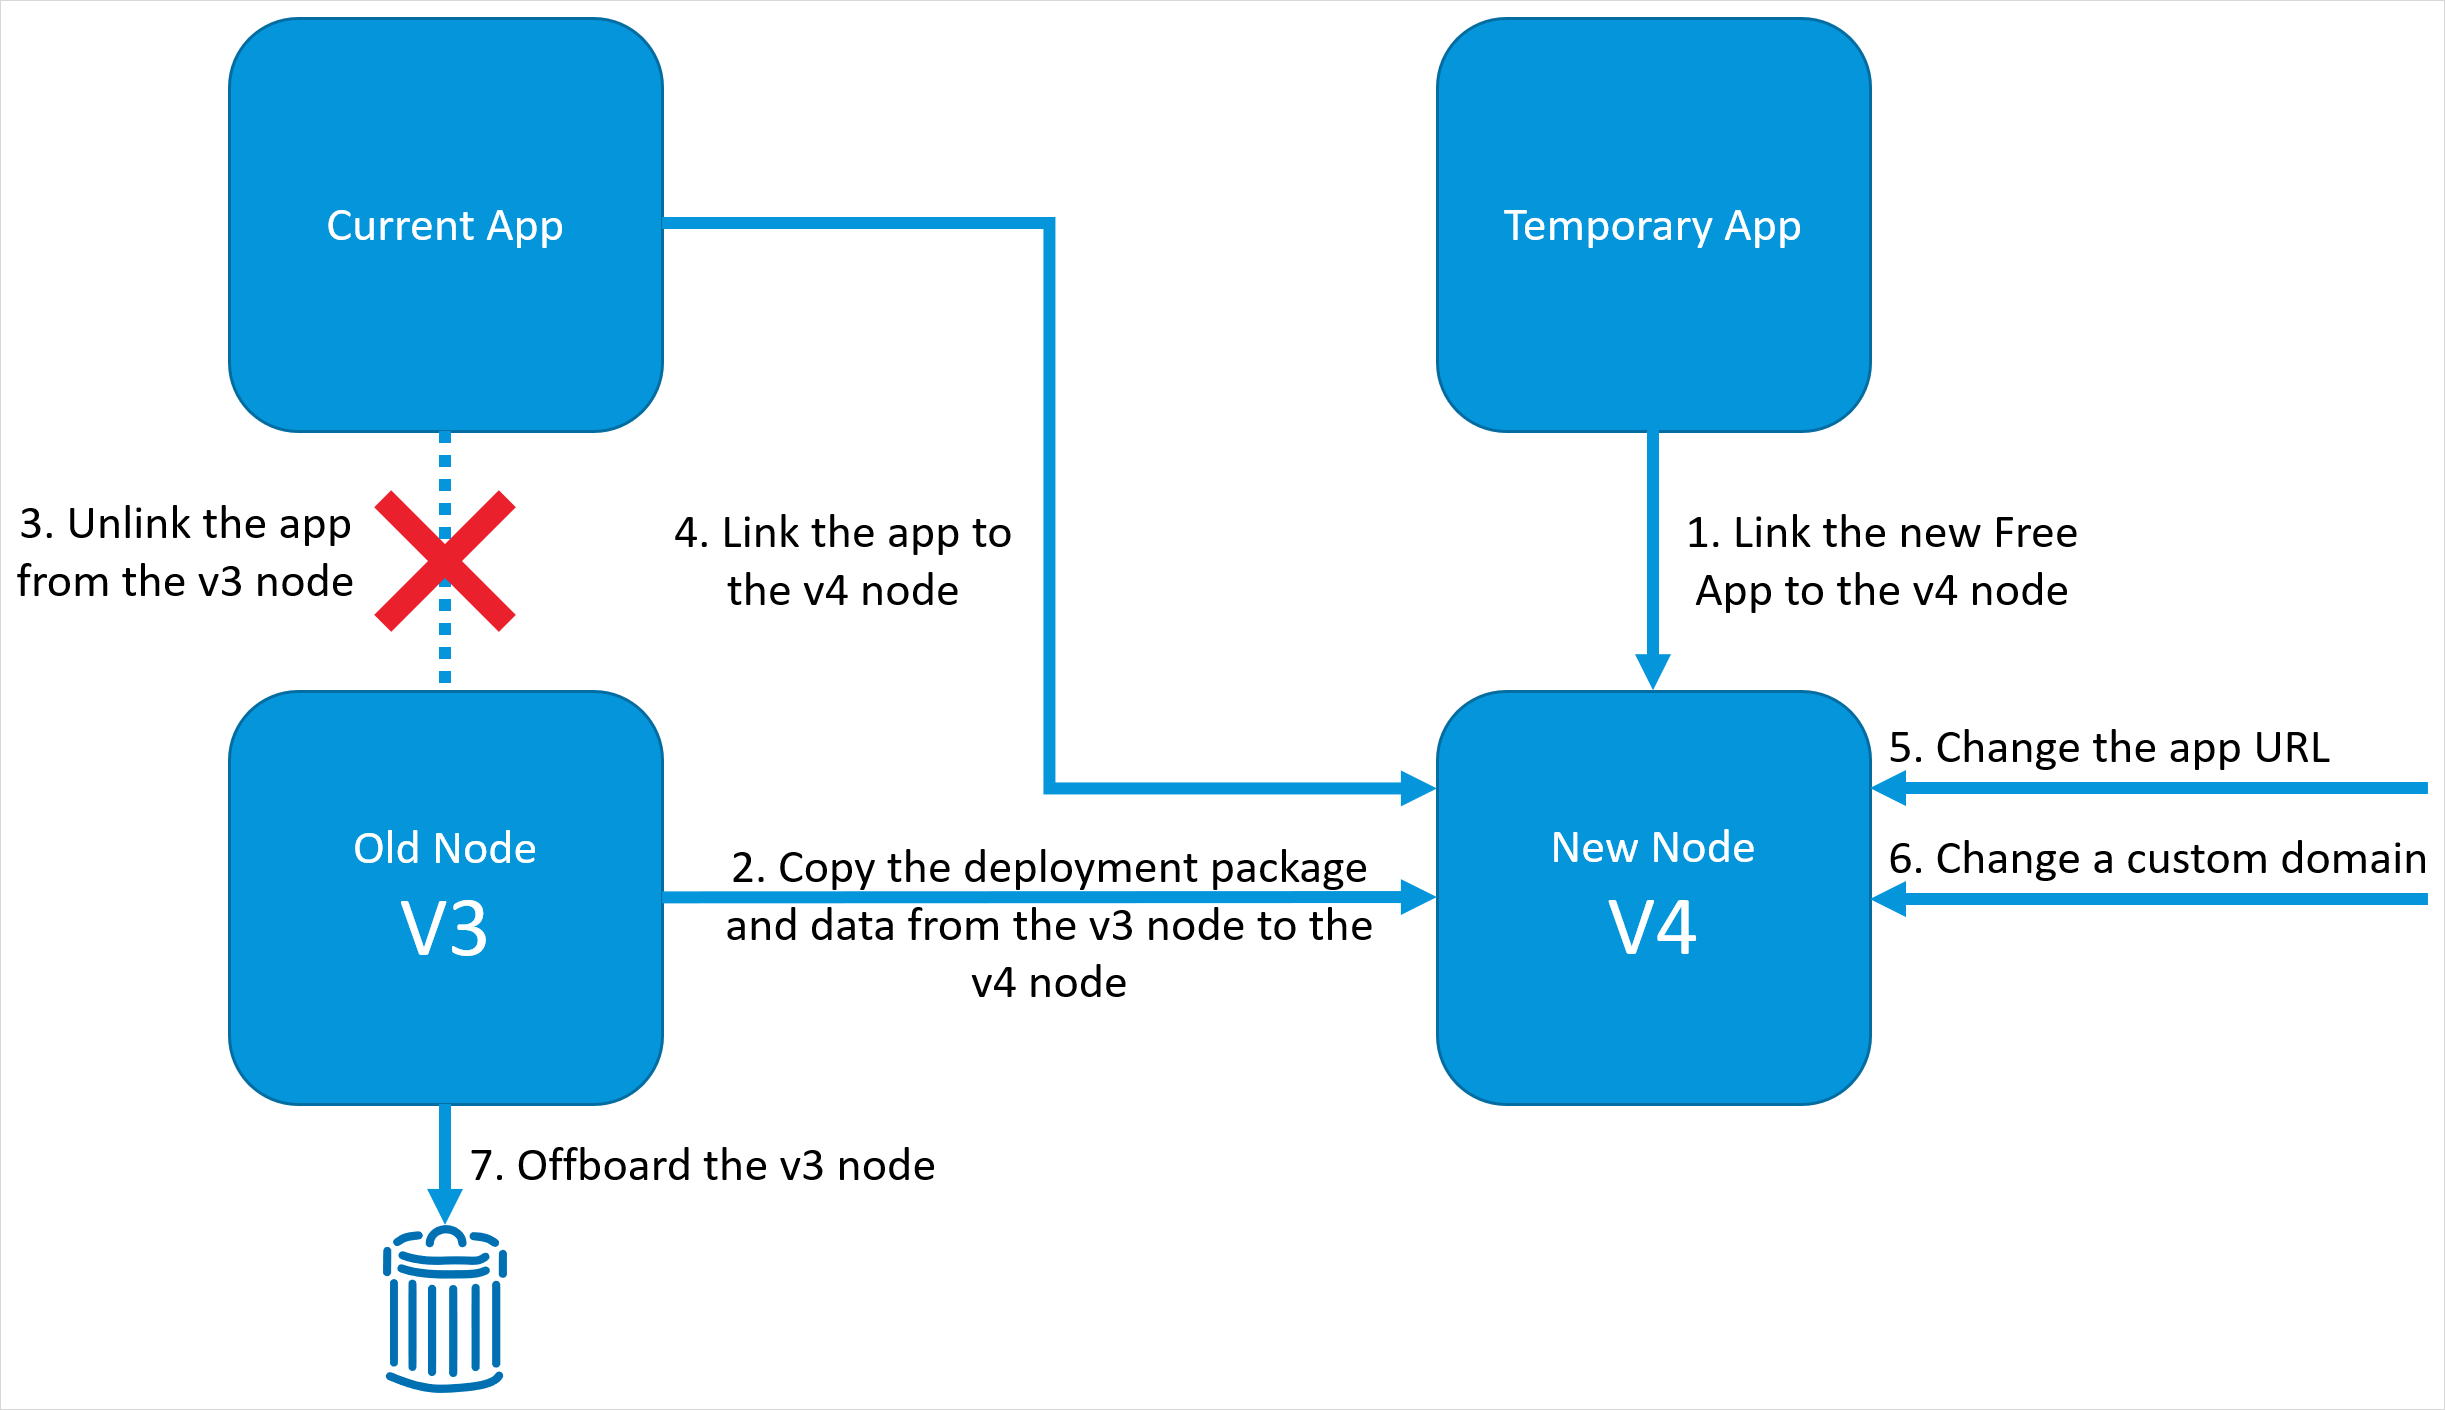 Current App
Temporary App
3. Unlink the app
from the v3 node
4. Link the app to
the v4 node
1. Link the new Free
App to the v4 node
Old Node
V3
2. Copy the deployment package
and data from the v3 node to the
v4 node
New Node
V4
5. Change the app URL
6. Change a custom domain
7. Offboard the v3 node